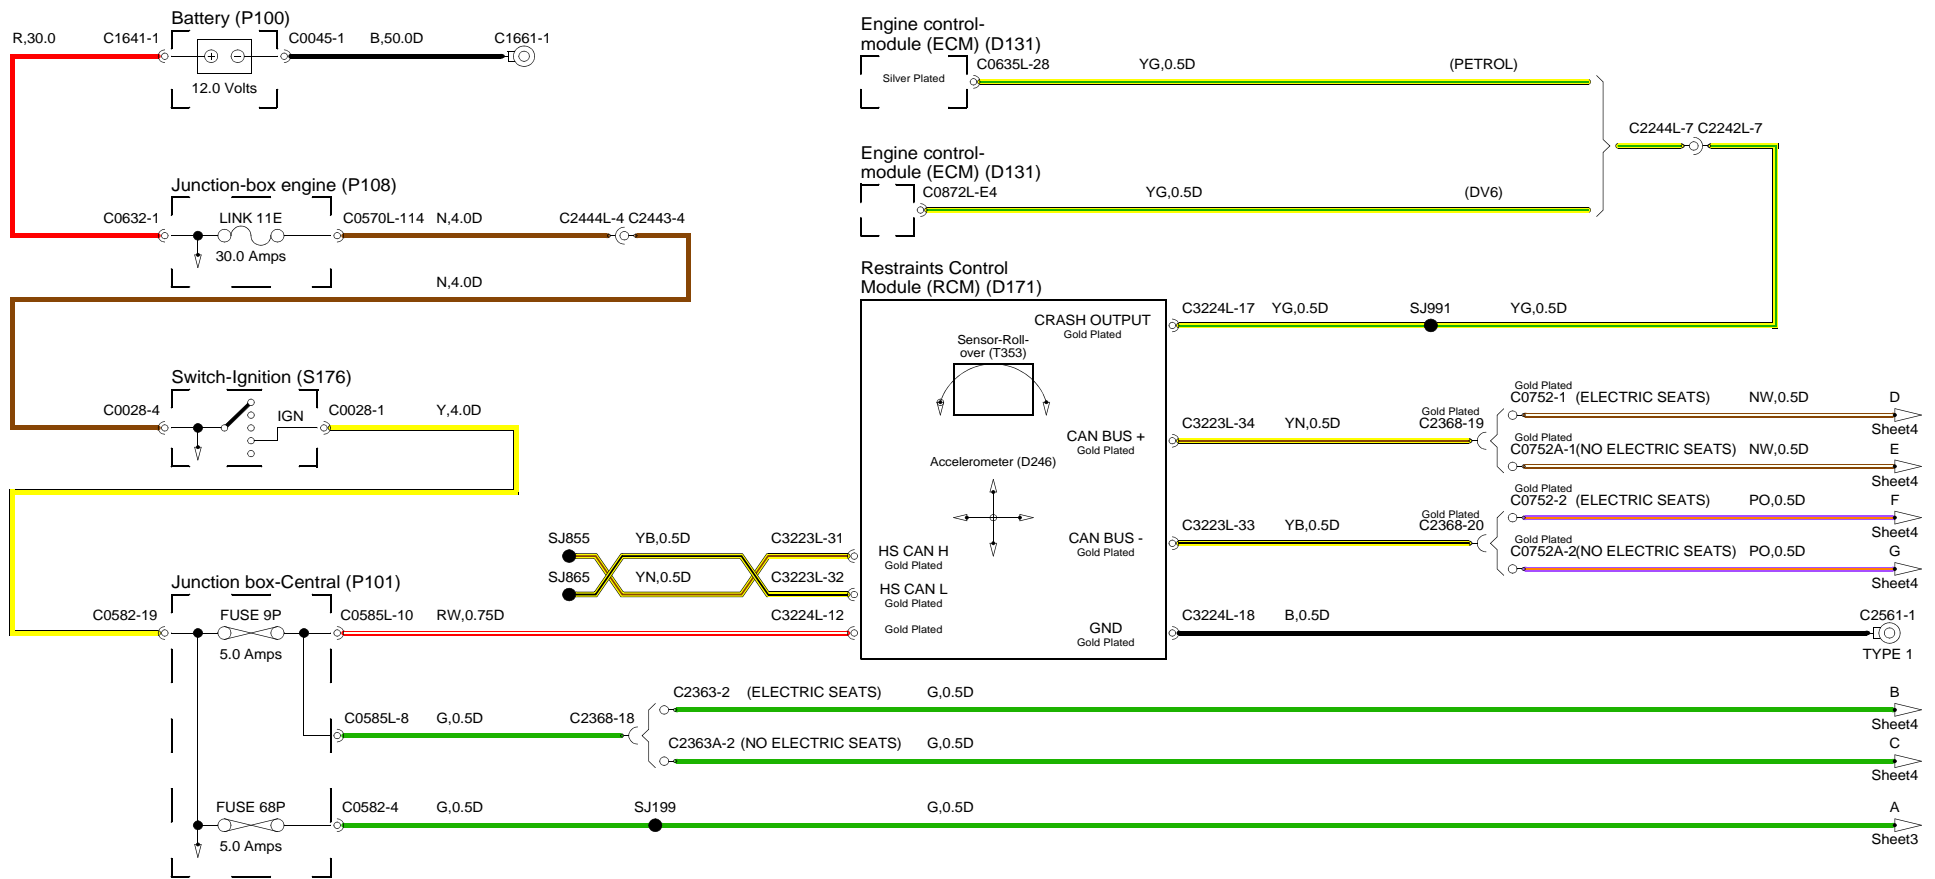 Battery (P100)
R,30.0
C1641-1
C0045-1
B,50.0D
C1661-1
12.0 Volts
Junction-box engine (P108)
C0632-1
LINK 11E
C0570L-114
N,4.0D
C2444L-4
C2443-4
30.0 Amps
N,4.0D
Switch-Ignition (S176)
C0028-4
IGN
C0028-1
Y,4.0D
Junction box-Central (P101)
C0582-19
FUSE 9P
C0585L-10
RW,0.75D
C3224L-12
5.0 Amps
C0585L-8
G,0.5D
C2368-18
C2363-2
(ELECTRIC SEATS)
G,0.5D
B
Sheet4
C2363A-2
(NO ELECTRIC SEATS)
G,0.5D
C
Sheet4
FUSE 68P
C0582-4
G,0.5D
SJ199
G,0.5D
A
Sheet3
5.0 Amps
SJ855
YB,0.5D
C3223L-31
SJ865
YN,0.5D
C3223L-32
Engine control-
module (ECM) (D131)
Silver Plated
C0635L-28
YG,0.5D
(PETROL)
C2244L-7
C2242L-7
Engine control-
module (ECM) (D131)
C0872L-E4
YG,0.5D
(DV6)
Restraints Control
Module (RCM) (D171)
CRASH OUTPUT
Gold Plated
C3224L-17
YG,0.5D
SJ991
YG,0.5D
Sensor-Roll-
over (T353)
CAN BUS +
Gold Plated
C3223L-34
YN,0.5D
Gold Plated
C2368-19
Gold Plated
C0752-1
(ELECTRIC SEATS)
NW,0.5D
D
Sheet4
Gold Plated
C0752A-1
(NO ELECTRIC SEATS)
NW,0.5D
E
Sheet4
Accelerometer (D246)
CAN BUS -
Gold Plated
C3223L-33
YB,0.5D
Gold Plated
C2368-20
Gold Plated
C0752-2
(ELECTRIC SEATS)
PO,0.5D
F
Sheet4
Gold Plated
C0752A-2
(NO ELECTRIC SEATS)
PO,0.5D
G
Sheet4
HS CAN H
Gold Plated
HS CAN L
Gold Plated
Gold Plated
GND
Gold Plated
C3224L-18
B,0.5D
C2561-1
TYPE 1